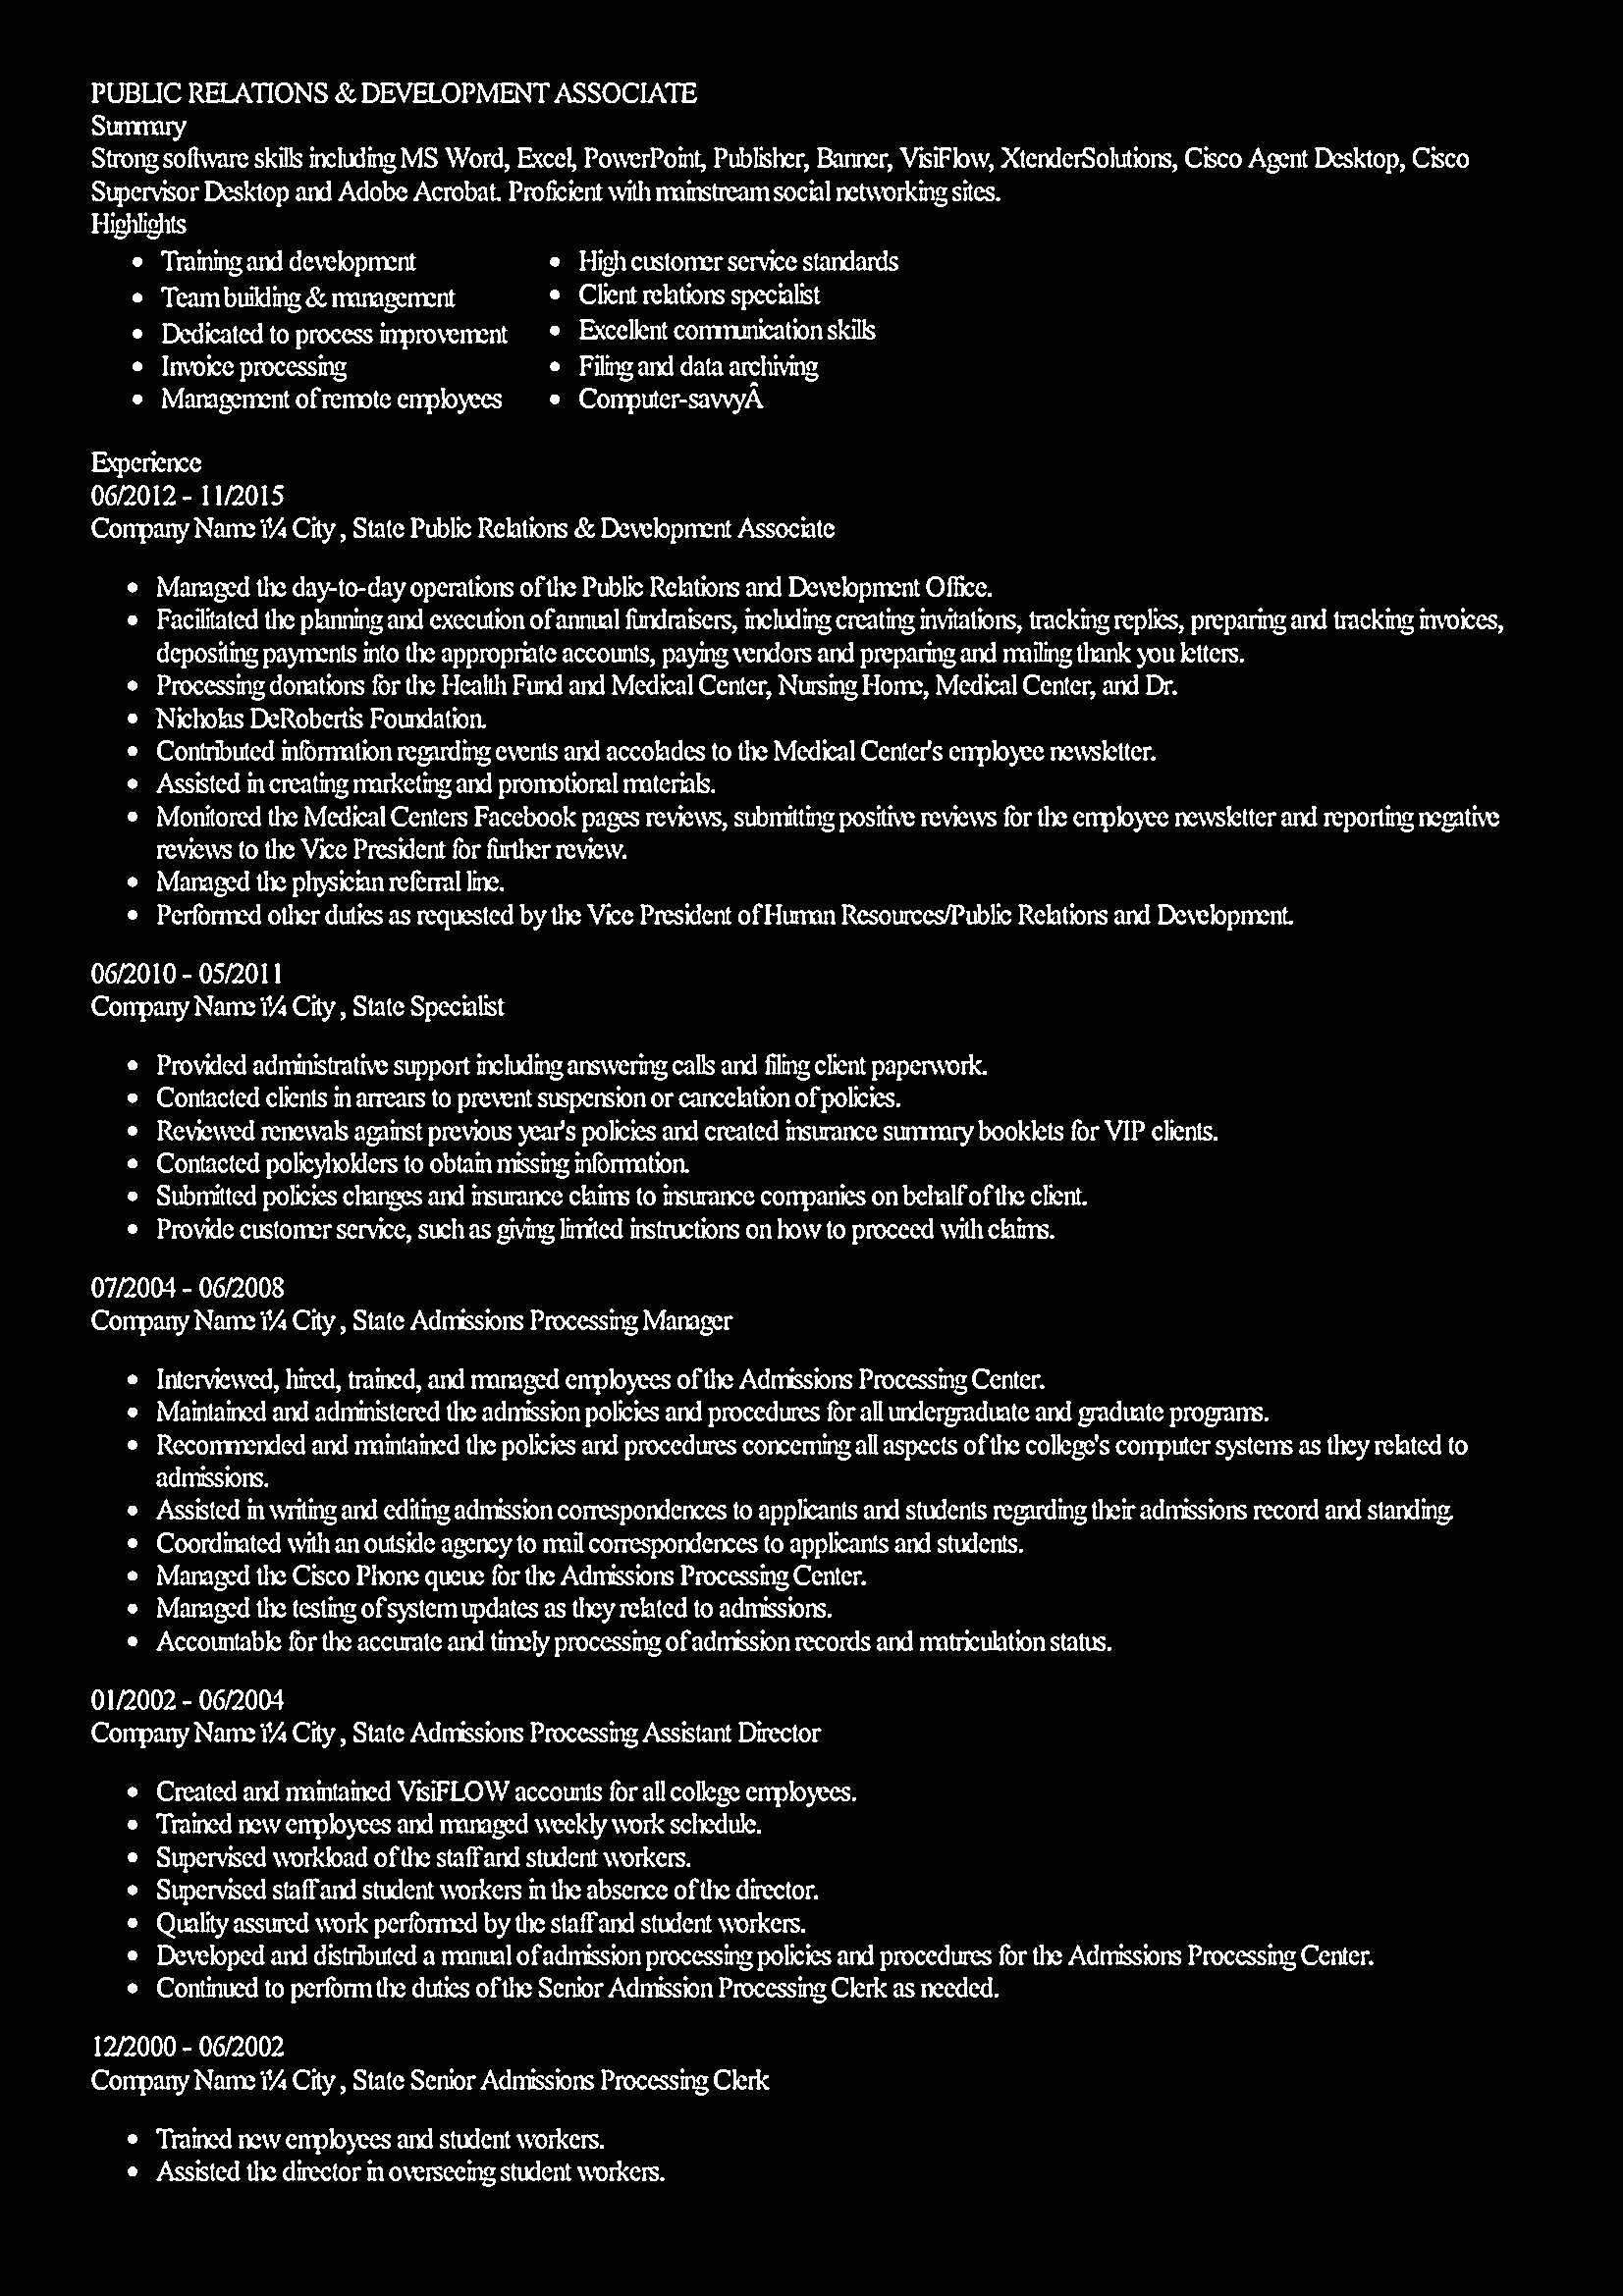 PUBLIC RELATIONS & DEVELOPMENT ASSOCIATE
Summary
Strong software skills including MS Word, Excel, PowerPoint, Publisher, Banner, VisiFlow, XtenderSolutions, Cisco Agent Desktop, Cisco
Supervisor Desktop and Adobe Acrobat. Proficient with mainstream social networking sites.
Highlights
• Training and development
• Team building & management
• Dedicated to process improvement
• Invoice processing
• Management of remote employees
• High customer service standards
• Client relations specialist
• Excellent communication skills
• Filing and data archiving
• Computer-savvyÂ
Experience
06/2012 - 11/2015
Company Name ï¼ City , State Public Relations & Development Associate
• Managed the day-to-day operations of the Public Relations and Development Office.
• Facilitated the planning and execution of annual fundraisers, including creating invitations, tracking replies, preparing and tracking invoices,
depositing payments into the appropriate accounts, paying vendors and preparing and mailing thank you letters.
• Processing donations for the Health Fund and Medical Center, Nursing Home, Medical Center, and Dr.
• Nicholas DeRobertis Foundation.
• Contributed information regarding events and accolades to the Medical Center's employee newsletter.
• Assisted in creating marketing and promotional materials.
• Monitored the Medical Centers Facebook pages reviews, submitting positive reviews for the employee newsletter and reporting negative
reviews to the Vice President for further review.
• Managed the physician referral line.
• Performed other duties as requested by the Vice President of Human Resources/Public Relations and Development.
06/2010 - 05/2011
Company Name ï¼ City , State Specialist
• Provided administrative support including answering calls and filing client paperwork.
• Contacted clients in arrears to prevent suspension or cancelation of policies.
• Reviewed renewals against previous year's policies and created insurance summary booklets for VIP clients.
• Contacted policyholders to obtain missing information.
• Submitted policies changes and insurance claims to insurance companies on behalf of the client.
• Provide customer service, such as giving limited instructions on how to proceed with claims.
07/2004 - 06/2008
Company Name ï¼ City , State Admissions Processing Manager
• Interviewed, hired, trained, and managed employees of the Admissions Processing Center.
• Maintained and administered the admission policies and procedures for all undergraduate and graduate programs.
• Recommended and maintained the policies and procedures concerning all aspects of the college's computer systems as they related to
admissions.
• Assisted in writing and editing admission correspondences to applicants and students regarding their admissions record and standing.
• Coordinated with an outside agency to mail correspondences to applicants and students.
• Managed the Cisco Phone queue for the Admissions Processing Center.
• Managed the testing of system updates as they related to admissions.
• Accountable for the accurate and timely processing of admission records and matriculation status.
01/2002 - 06/2004
Company Name ï¼ City , State Admissions Processing Assistant Director
• Created and maintained VisiFLOW accounts for all college employees.
• Trained new employees and managed weekly work schedule.
• Supervised workload of the staff and student workers.
• Supervised staff and student workers in the absence of the director.
• Quality assured work performed by the staff and student workers.
• Developed and distributed a manual of admission processing policies and procedures for the Admissions Processing Center.
• Continued to perform the duties of the Senior Admission Processing Clerk as needed.
12/2000 - 06/2002
Company Name ï¼ City , State Senior Admissions Processing Clerk
• Trained new employees and student workers.
• Assisted the director in overseeing student workers.